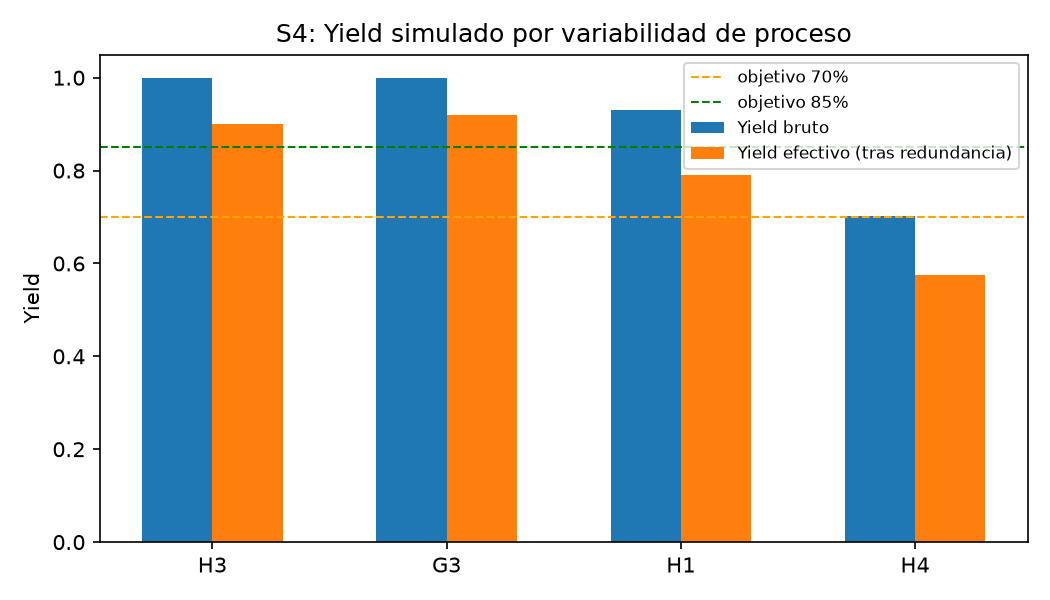 S4: Yield simulado por variabilidad de proceso
objetivo 70%
objetivo 85%
Yield bruto
Yield efectivo (tras redundancia)
Yield
1.0
0.8
0.6
0.4
0.2
0.0
H3 G3 H1 H4